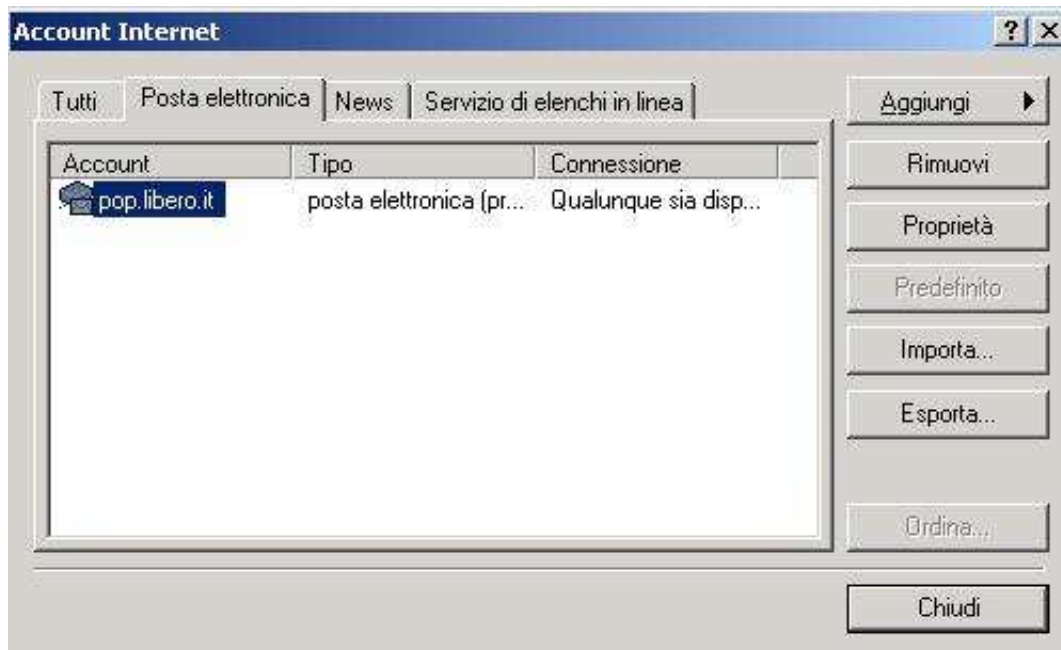 Account Internet
Tutti Posta elettronica News Servizio di elenchi in linea
Account Tipo Connessione
pop.libero.it posta elettronica (pr... Qualunque sia disp...
Aggiungi
Rimuovi
Proprietà
Predefinito
Importa...
Esporta...
Ordina...
Chiudi